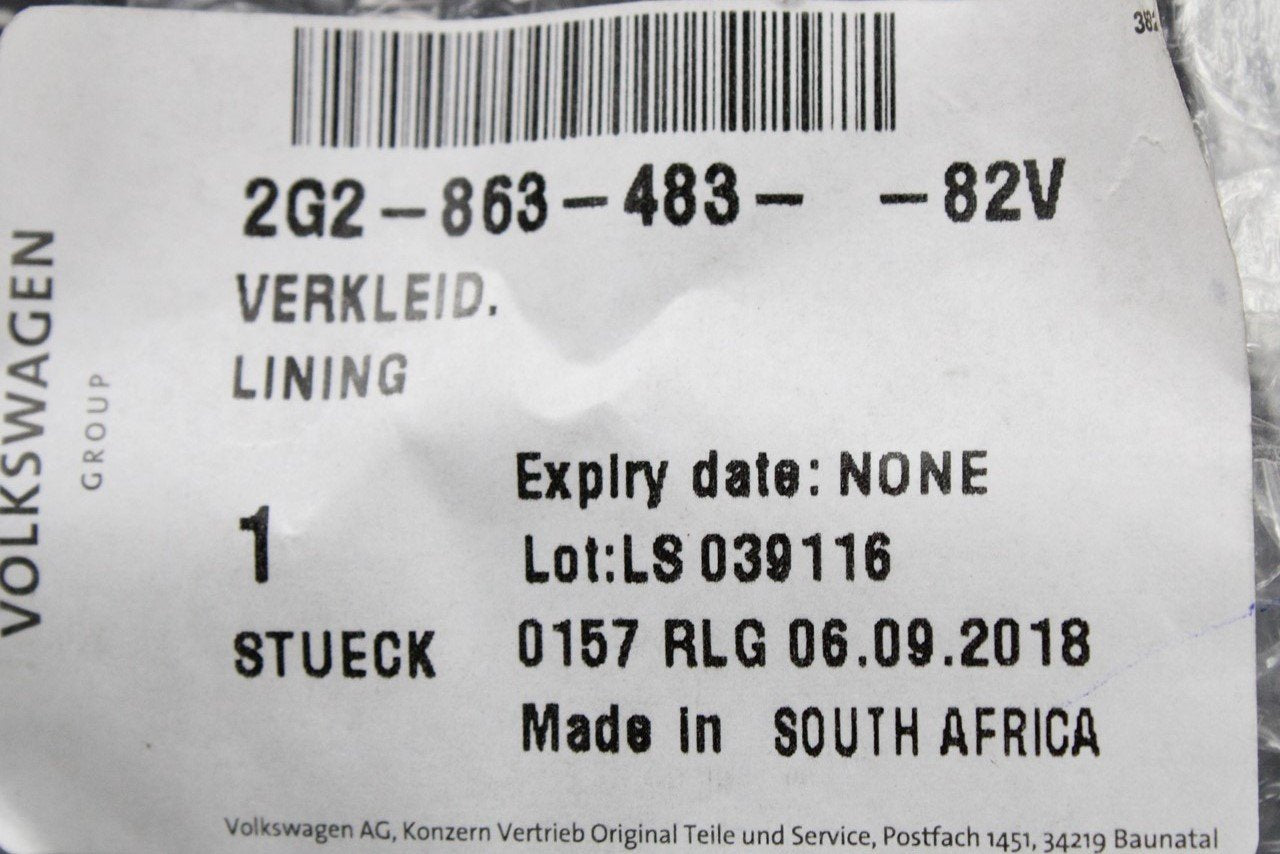 2G2-863-483- -82V
VERKLEID.
LINING
Expiry date: NONE
1
Lot:LS 039116
STUECK
0157 RLG 06.09.2018
Made in SOUTH AFRICA
Volkswagen AG, Konzern Vertrieb Original Teile und Service, Postfach 1451, 34219 Baunatal
VOLKSWAGEN
GROUP